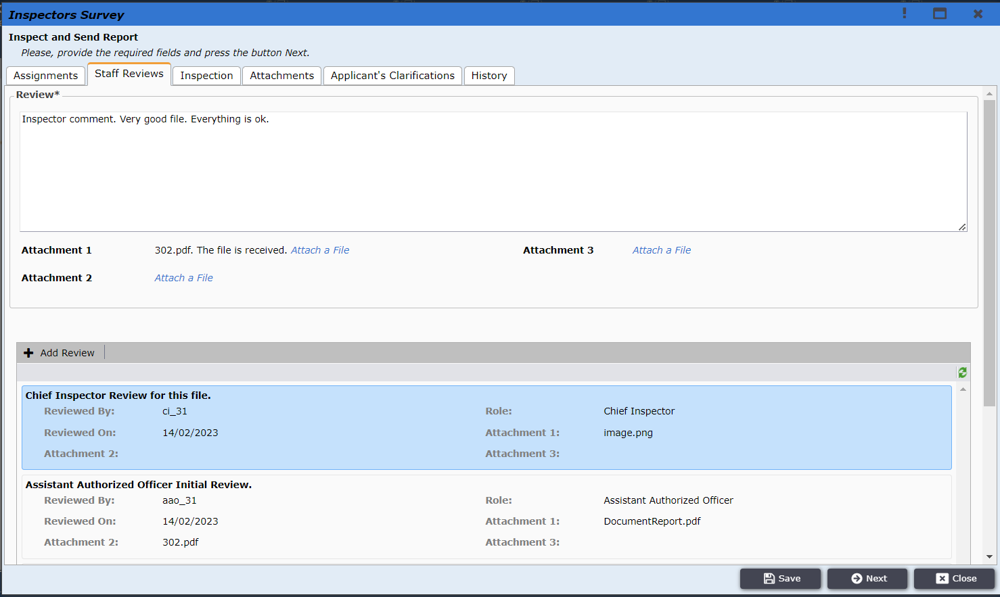 Inspectors Survey
Inspect and Send Report
Please, provide the required fields and press the button Next.
Assignments Staff Reviews Inspection Attachments Applicant's Clarifications History
Review*
Inspector comment. Very good file. Everything is ok.
Attachment 1 302.pdf. The file is received. Attach a File Attachment 3 Attach a File
Attachment 2 Attach a File
Add Review
Chief Inspector Review for this file.
Reviewed By: ci_31 Role: Chief Inspector
Reviewed On: 14/02/2023 Attachment 1: image.png
Attachment 2: Attachment 3:
Assistant Authorized Officer Initial Review.
Reviewed By: aao_31 Role: Assistant Authorized Officer
Reviewed On: 14/02/2023 Attachment 1: DocumentReport.pdf
Attachment 2: 302.pdf Attachment 3:
Save Next Close